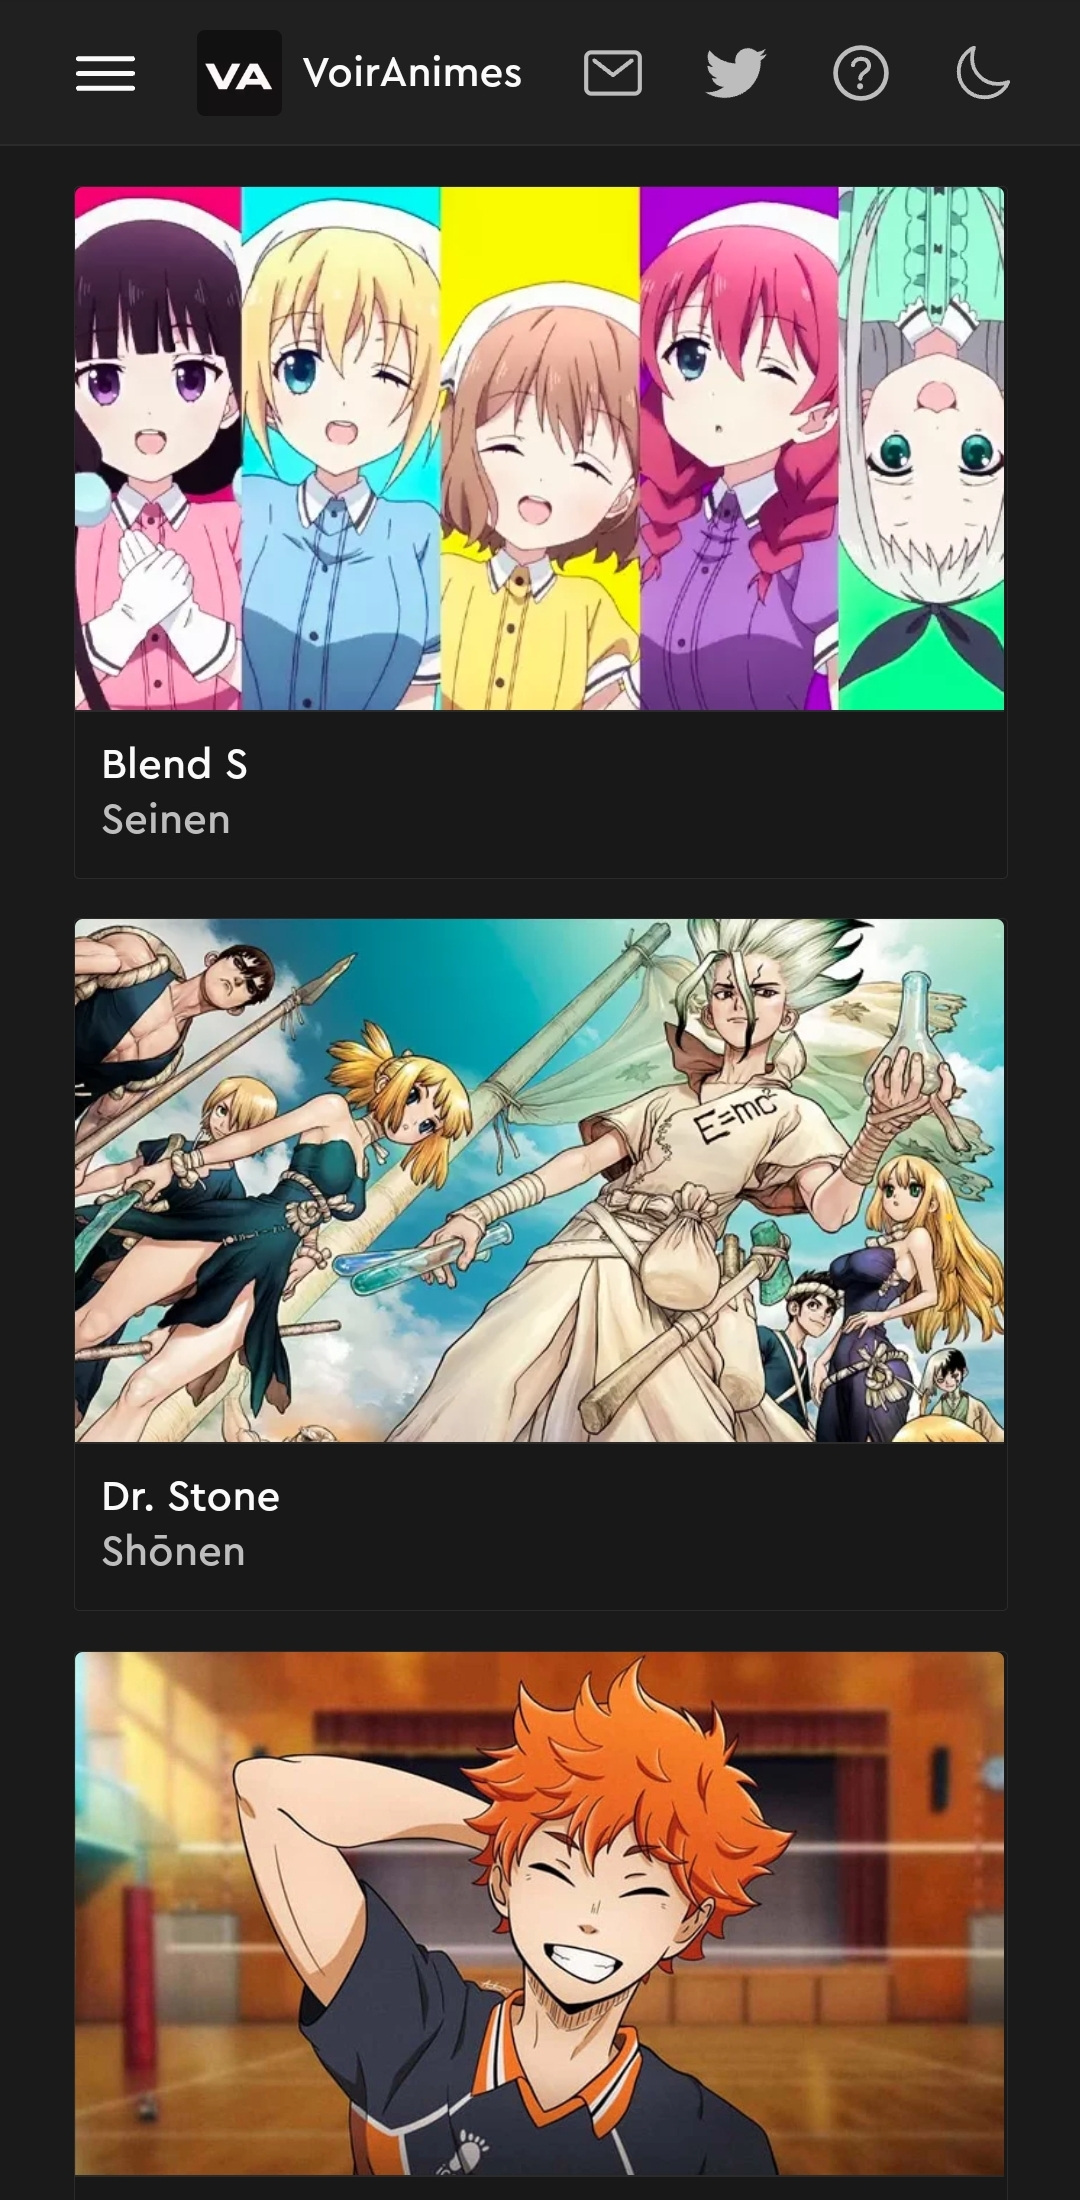 VA VoirAnimes
Blend S
Seinen
E=mc²
Dr. Stone
Shōnen